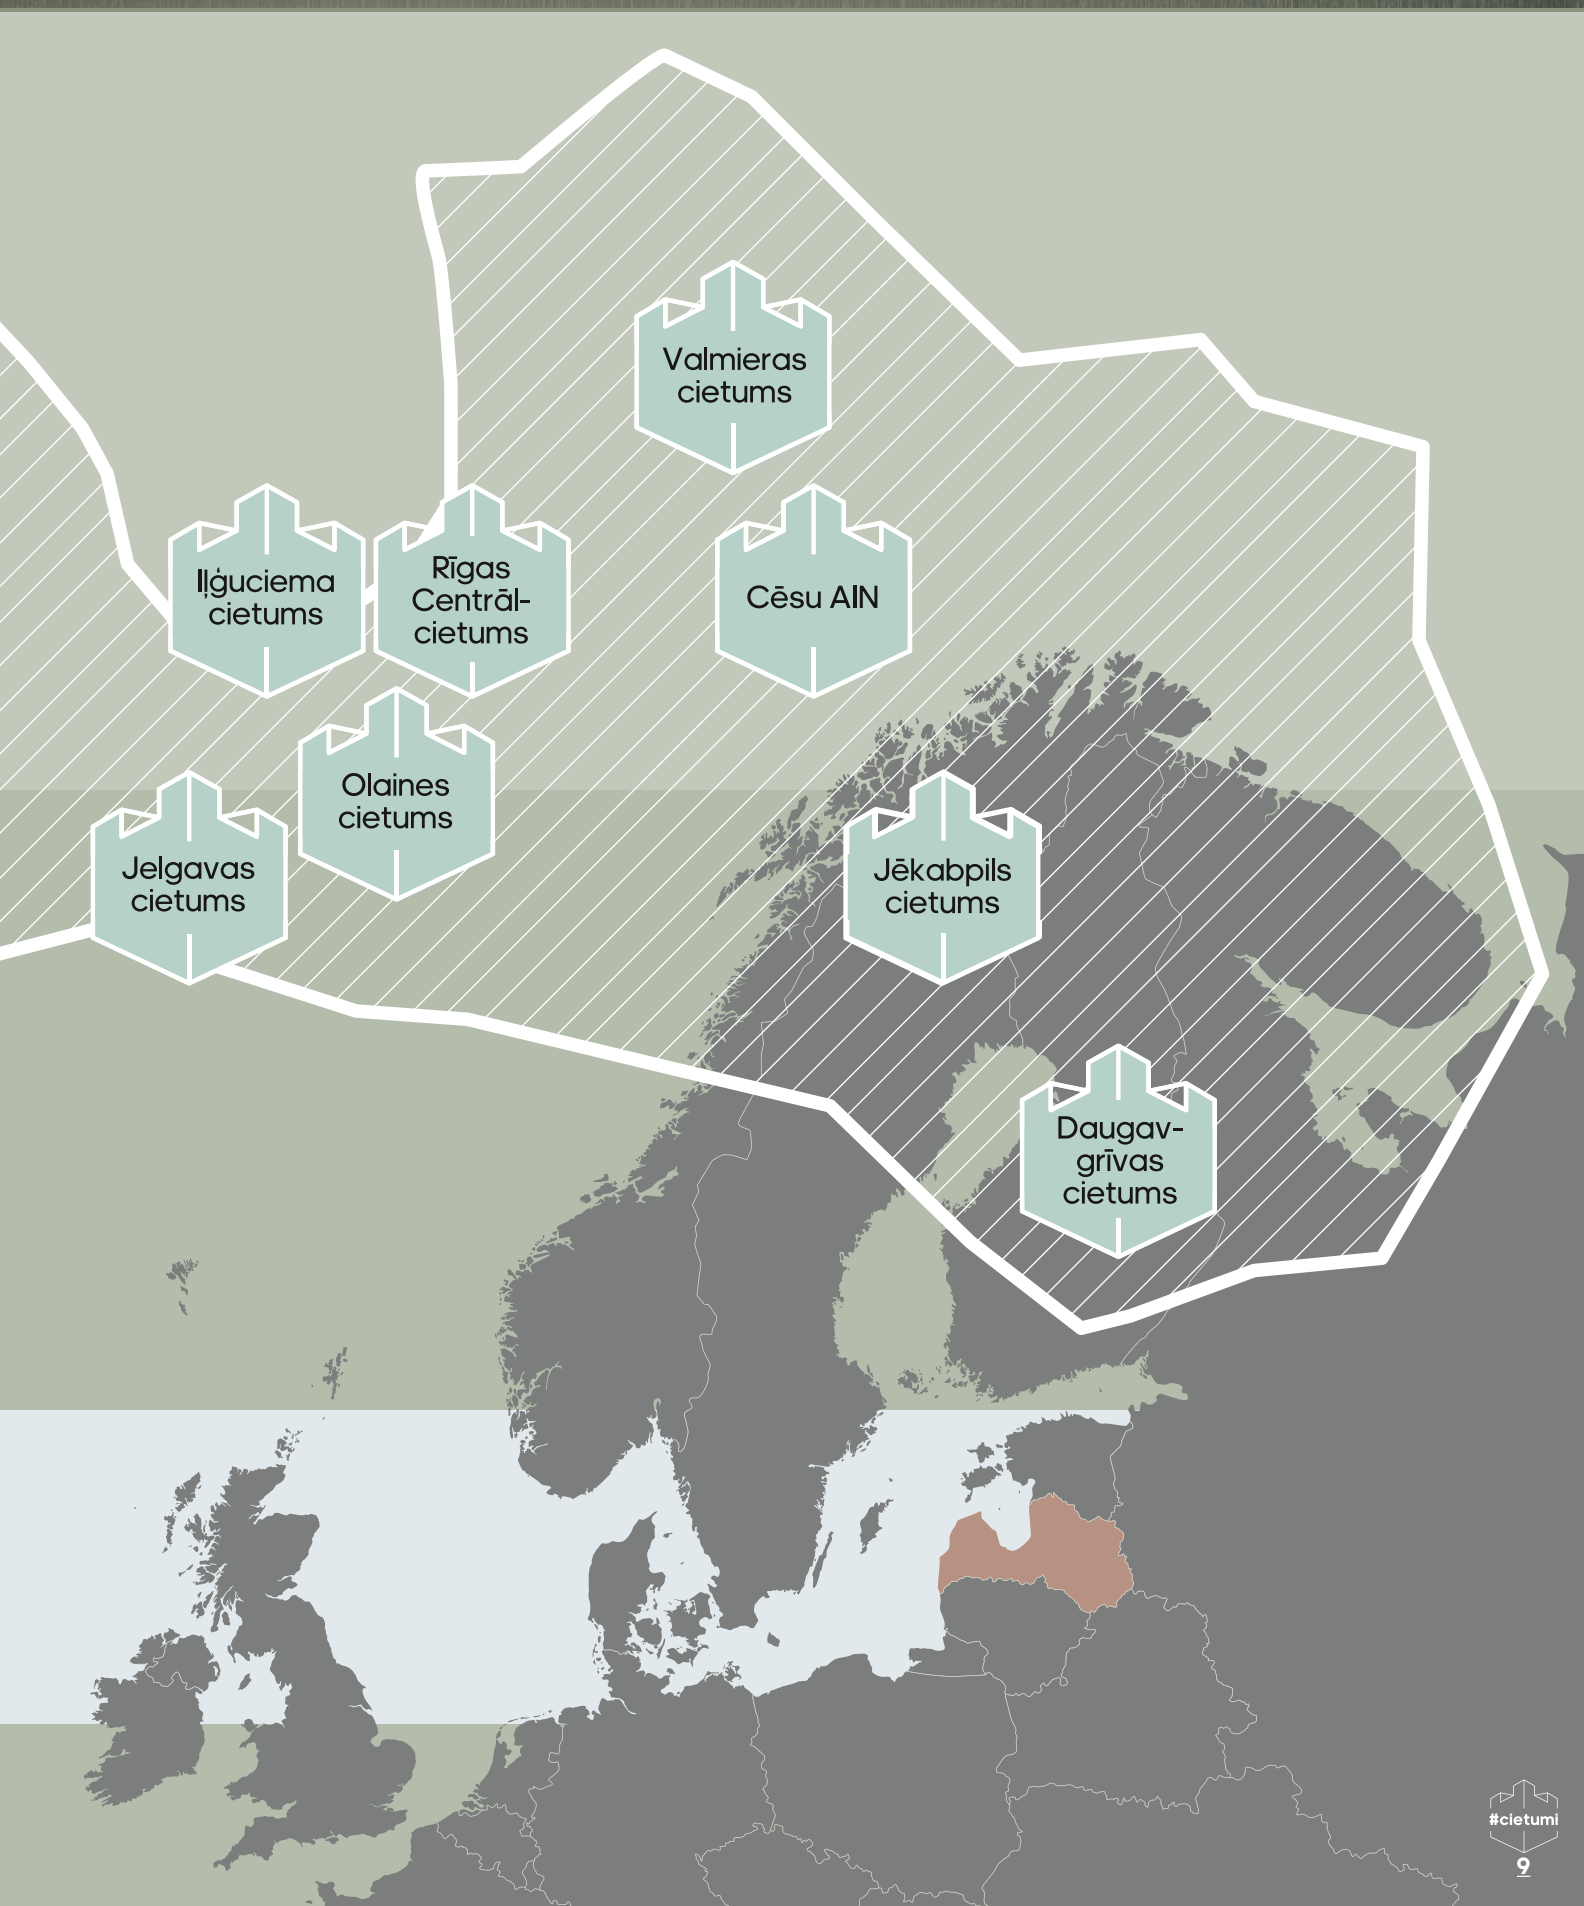 Valmieras
cietums
Iļģuciema
cietums
Rīgas
Centrāl-
cietums
Cēsu AIN
Olaines
cietums
Jelgavas
cietums
Jēkabpils
cietums
Daugav-
grīvas
cietums
#cietumi
9